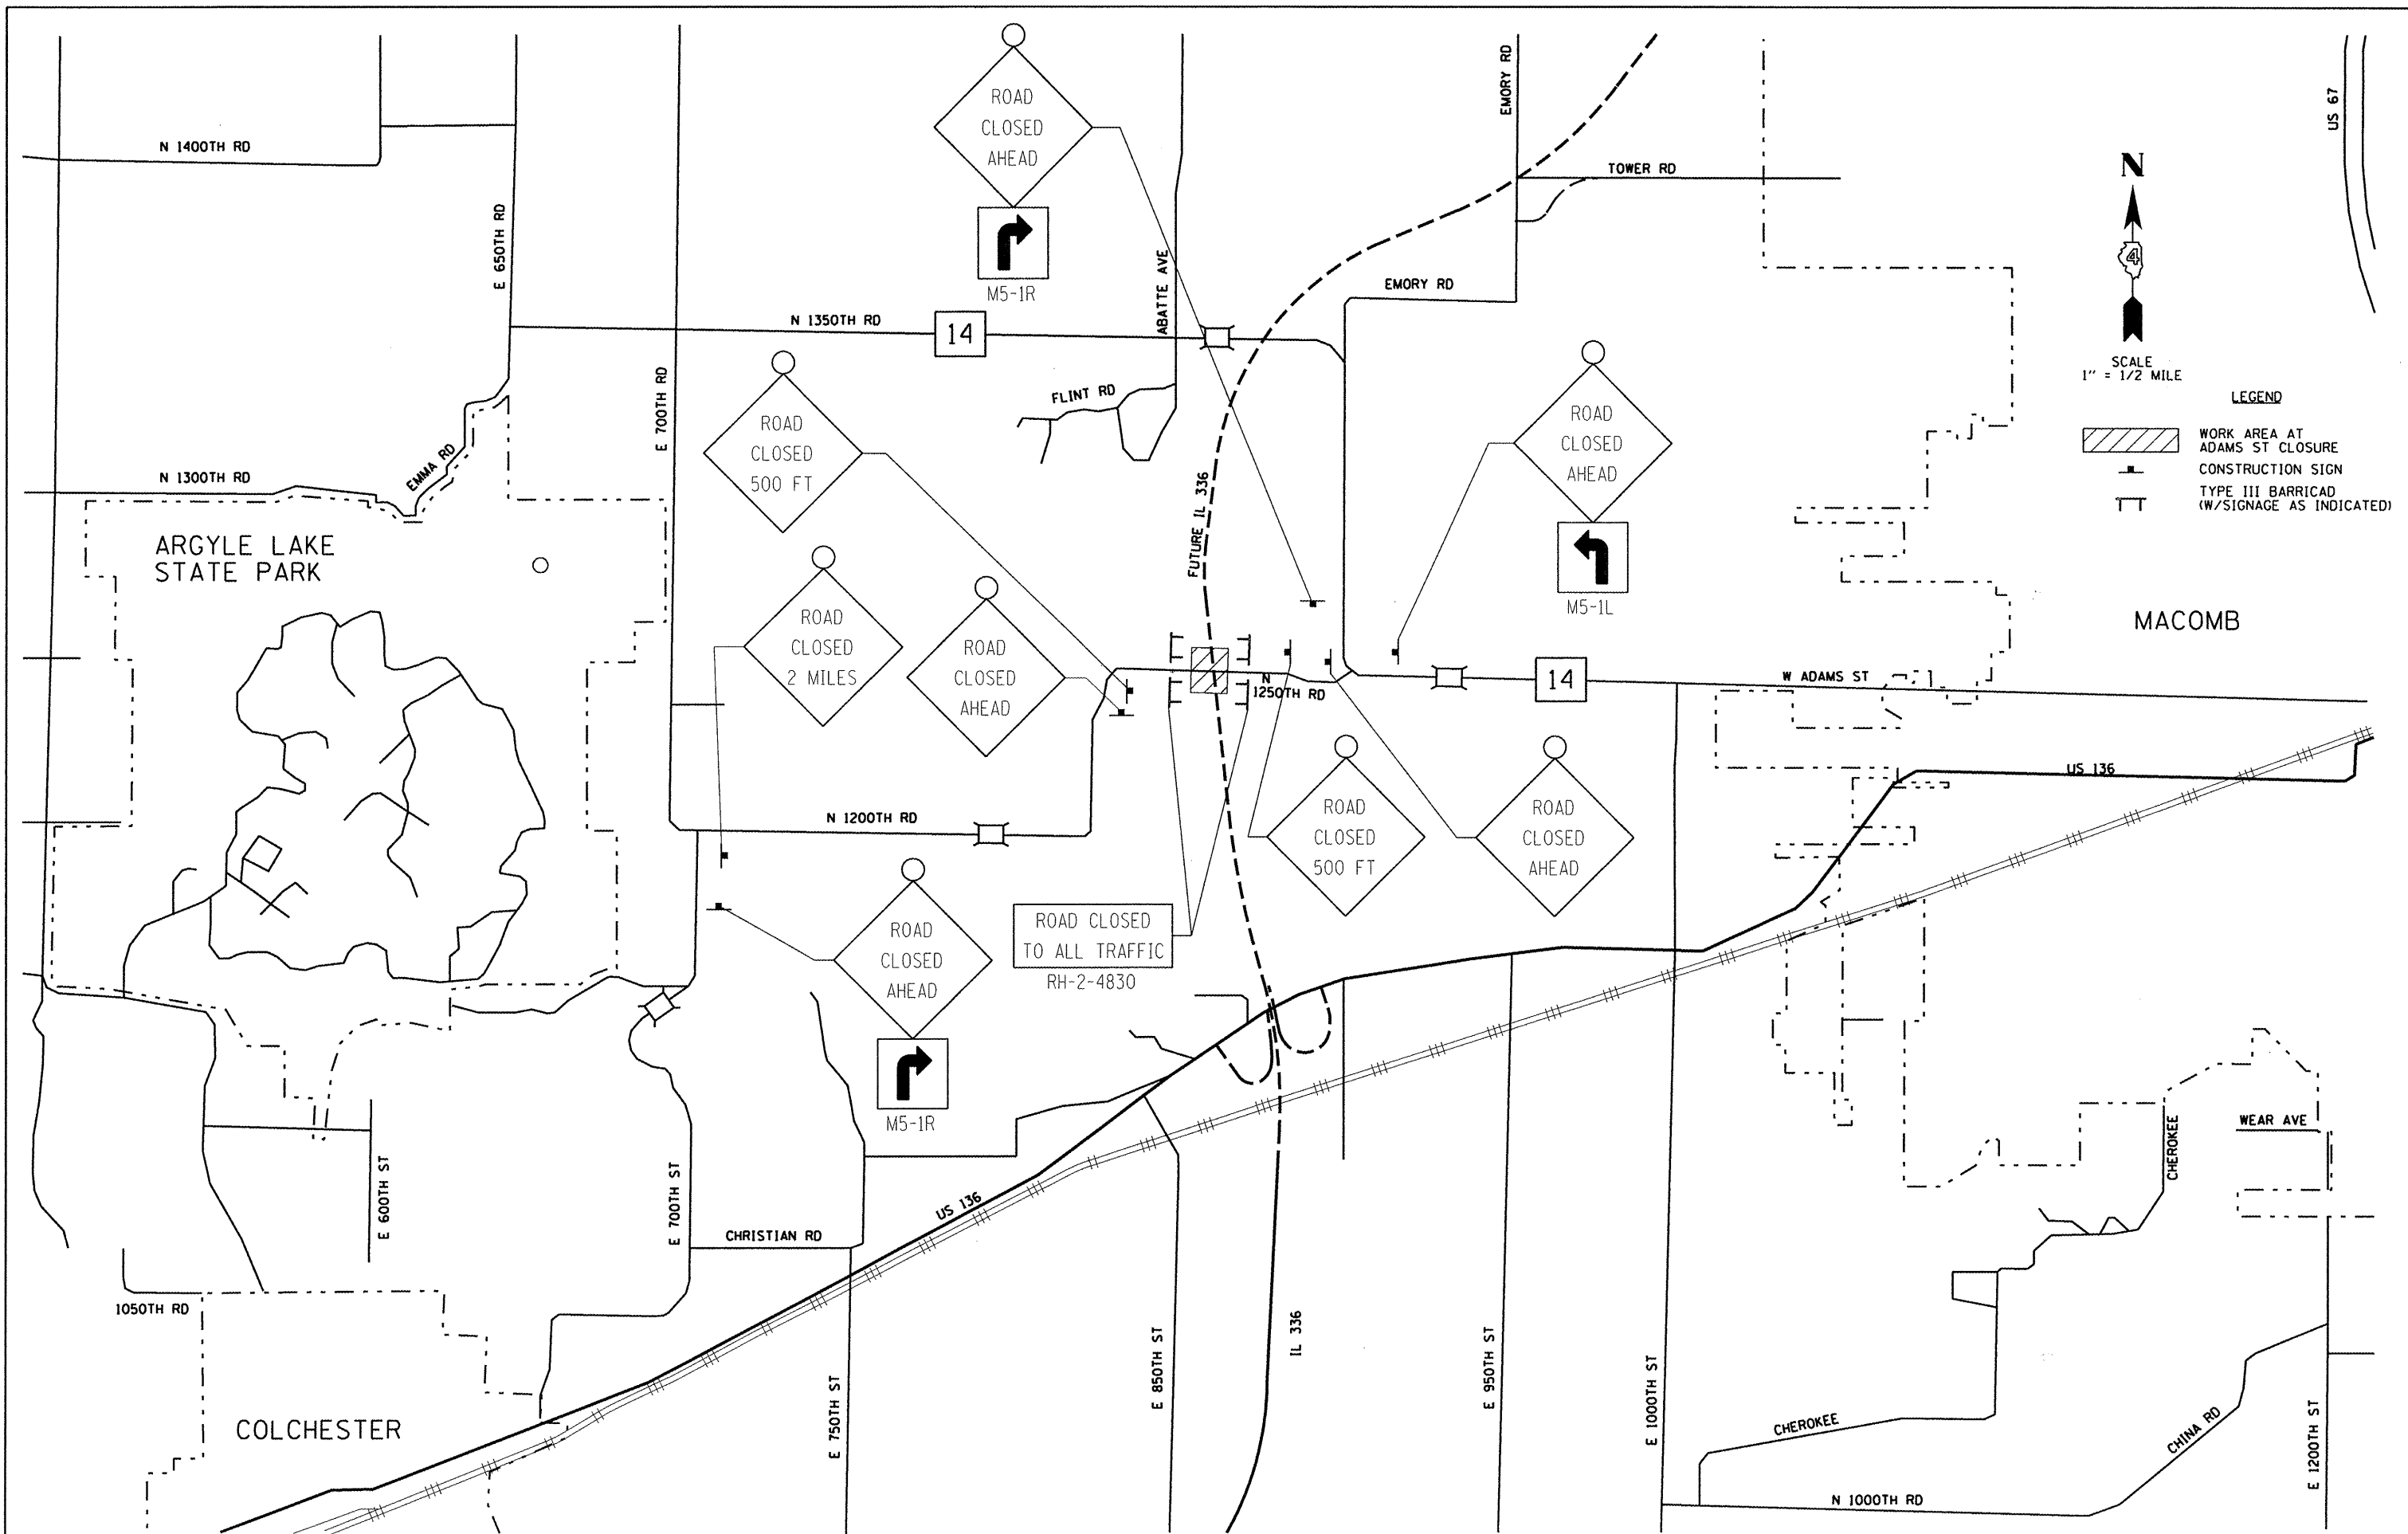 ROAD
CLOSED
AHEAD
M5-1R
N 1400TH RD
E 650TH RD
N 1350TH RD
14
ABATTE AVE
EMORY RD
EMORY RD
TOWER RD
US 67
N
4
SCALE
1" = 1/2 MILE
LEGEND
WORK AREA AT
ADAMS ST CLOSURE
CONSTRUCTION SIGN
TYPE III BARRICAD
(W/SIGNAGE AS INDICATED)
E 700TH RD
ROAD
CLOSED
500 FT
FLINT RD
ROAD
CLOSED
AHEAD
M5-1L
N 1300TH RD
EMMA RD
ARGYLE LAKE
STATE PARK
FUTURE IL 336
ROAD
CLOSED
2 MILES
ROAD
CLOSED
AHEAD
MACOMB
N
1250TH RD
14
W ADAMS ST
N 1200TH RD
ROAD
CLOSED
500 FT
ROAD
CLOSED
AHEAD
US 136
ROAD
CLOSED
AHEAD
M5-1R
ROAD CLOSED
TO ALL TRAFFIC
RH-2-4830
E 600TH ST
E 700TH ST
CHRISTIAN RD
US 136
WEAR AVE
CHEROKEE
1050TH RD
COLCHESTER
E 750TH ST
E 850TH ST
IL 336
E 950TH ST
E 1000TH ST
CHEROKEE
CHINA RD
E 1200TH ST
N 1000TH RD